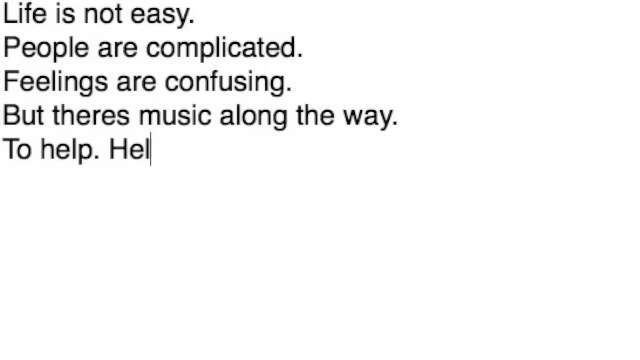 Life is not easy.
People are complicated.
Feelings are confusing.
But theres music along the way.
To help. Hel